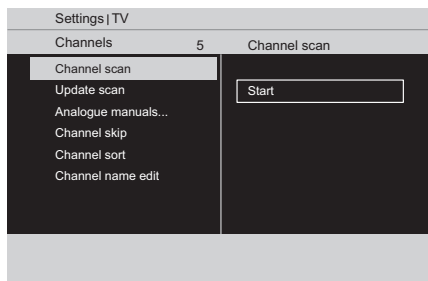 Settings | TV
Channels 5 Channel scan
Channel scan
Update scan Start
Analogue manuals...
Channel skip
Channel sort
Channel name edit